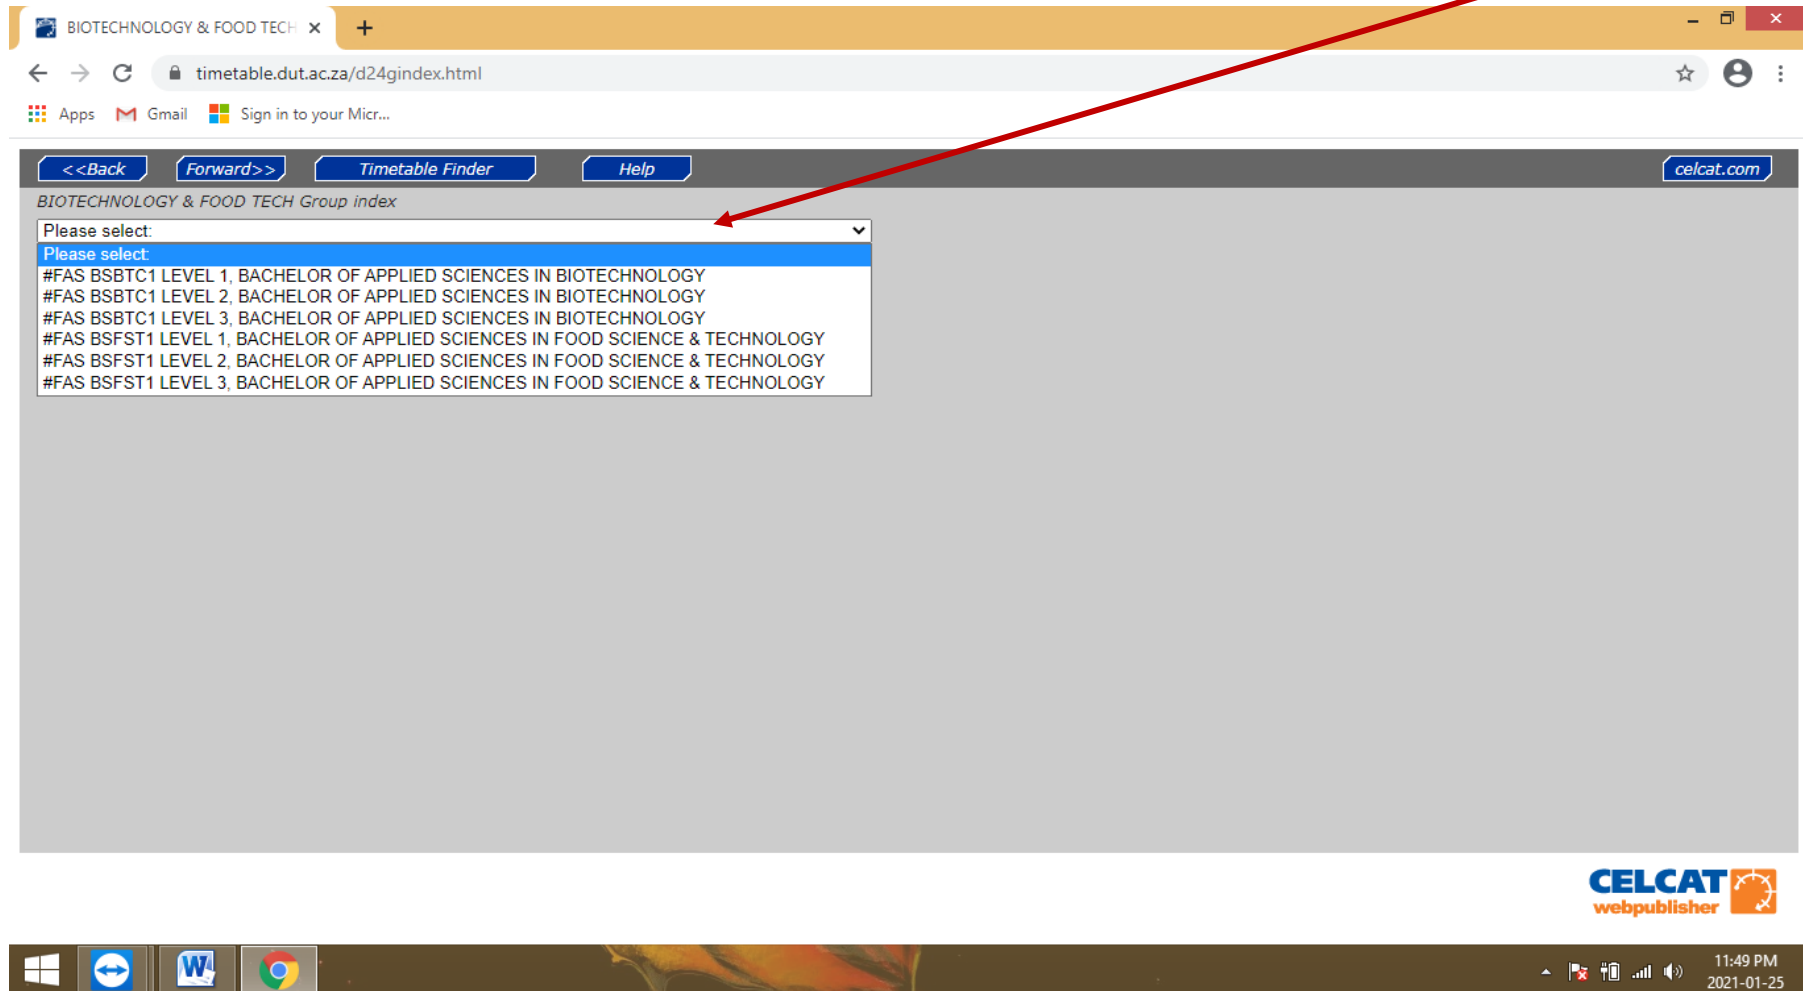 BIOTECHNOLOGY & FOOD TECH
timetable.dut.ac.za/d24gindex.html
Apps Gmail Sign in to your Micr...
<<Back Forward>> Timetable Finder Help celcat.com
BIOTECHNOLOGY & FOOD TECH Group index
Please select:
Please select:
#FAS BSBTC1 LEVEL 1, BACHELOR OF APPLIED SCIENCES IN BIOTECHNOLOGY
#FAS BSBTC1 LEVEL 2, BACHELOR OF APPLIED SCIENCES IN BIOTECHNOLOGY
#FAS BSBTC1 LEVEL 3, BACHELOR OF APPLIED SCIENCES IN BIOTECHNOLOGY
#FAS BSFST1 LEVEL 1, BACHELOR OF APPLIED SCIENCES IN FOOD SCIENCE & TECHNOLOGY
#FAS BSFST1 LEVEL 2, BACHELOR OF APPLIED SCIENCES IN FOOD SCIENCE & TECHNOLOGY
#FAS BSFST1 LEVEL 3, BACHELOR OF APPLIED SCIENCES IN FOOD SCIENCE & TECHNOLOGY
CELCAT
webpublisher
W
11:49 PM
2021-01-25